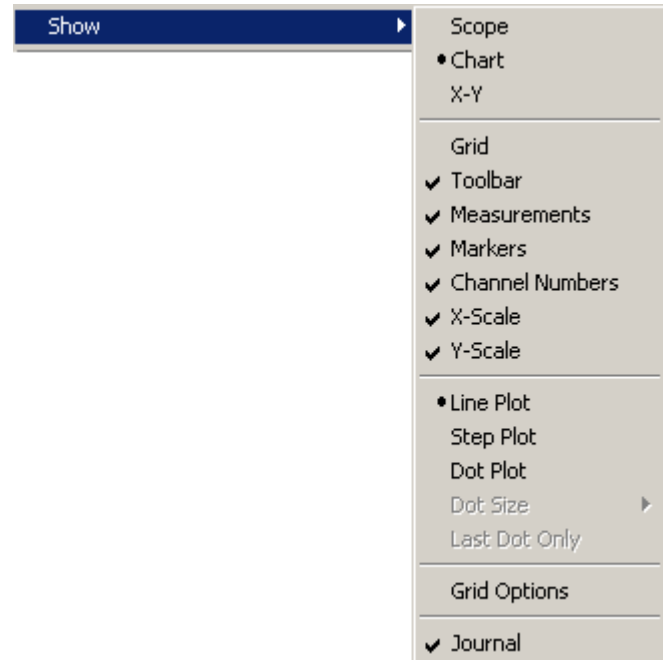 Show
Scope
Chart
X-Y
Grid
Toolbar
Measurements
Markers
Channel Numbers
X-Scale
Y-Scale
Line Plot
Step Plot
Dot Plot
Dot Size
Last Dot Only
Grid Options
Journal